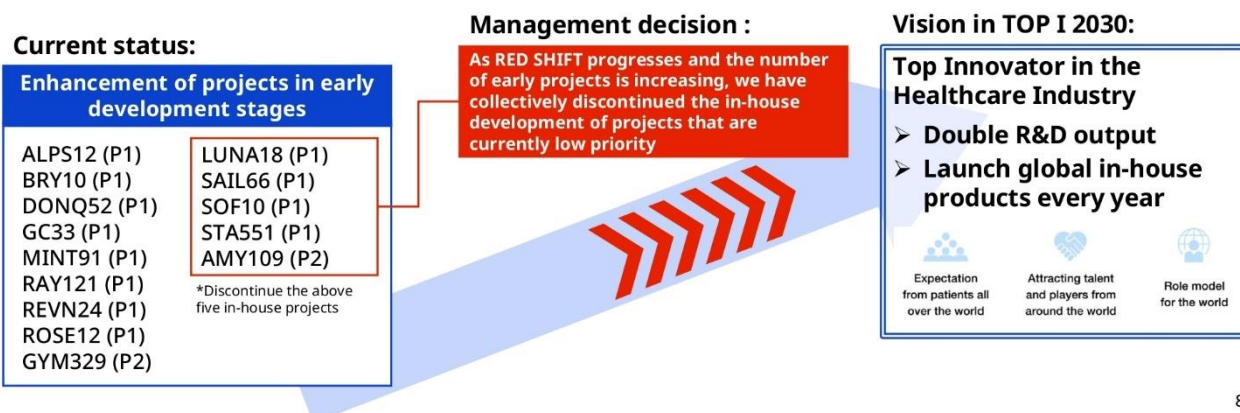 Current status:
Enhancement of projects in early
development stages
ALPS12 (P1)
BRY10 (P1)
DONQ52 (P1)
GC33 (P1)
MINT91 (P1)
RAY121 (P1)
REVN24 (P1)
ROSE12 (P1)
GYM329 (P2)
LUNA18 (P1)
SAIL66 (P1)
SOF10 (P1)
STA551 (P1)
AMY109 (P2)
*Discontinue the above
five in-house projects
Management decision :
As RED SHIFT progresses and the number
of early projects is increasing, we have
collectively discontinued the in-house
development of projects that are
currently low priority
Vision in TOP I 2030:
Top Innovator in the
Healthcare Industry
➢ Double R&D output
➢ Launch global in-house
products every year
Expectation
from patients all
over the world
Attracting talent
and players from
around the world
Role model
for the world
8